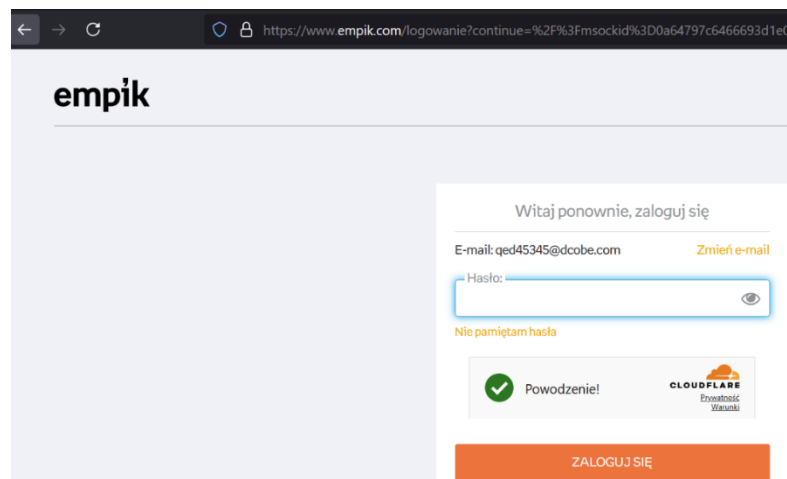 https://www.empik.com/logowanie?continue=%2F%3Fmsockid%3D0a64797c6466693d1e0
empik
Witaj ponownie, zaloguj się
E-mail: qed45345@dcobe.com Zmień e-mail
Hasło:
Nie pamiętam hasła
Powodzenie!
CLOUDFLARE
Prywatność
Warunki
ZALOGUJ SIĘ